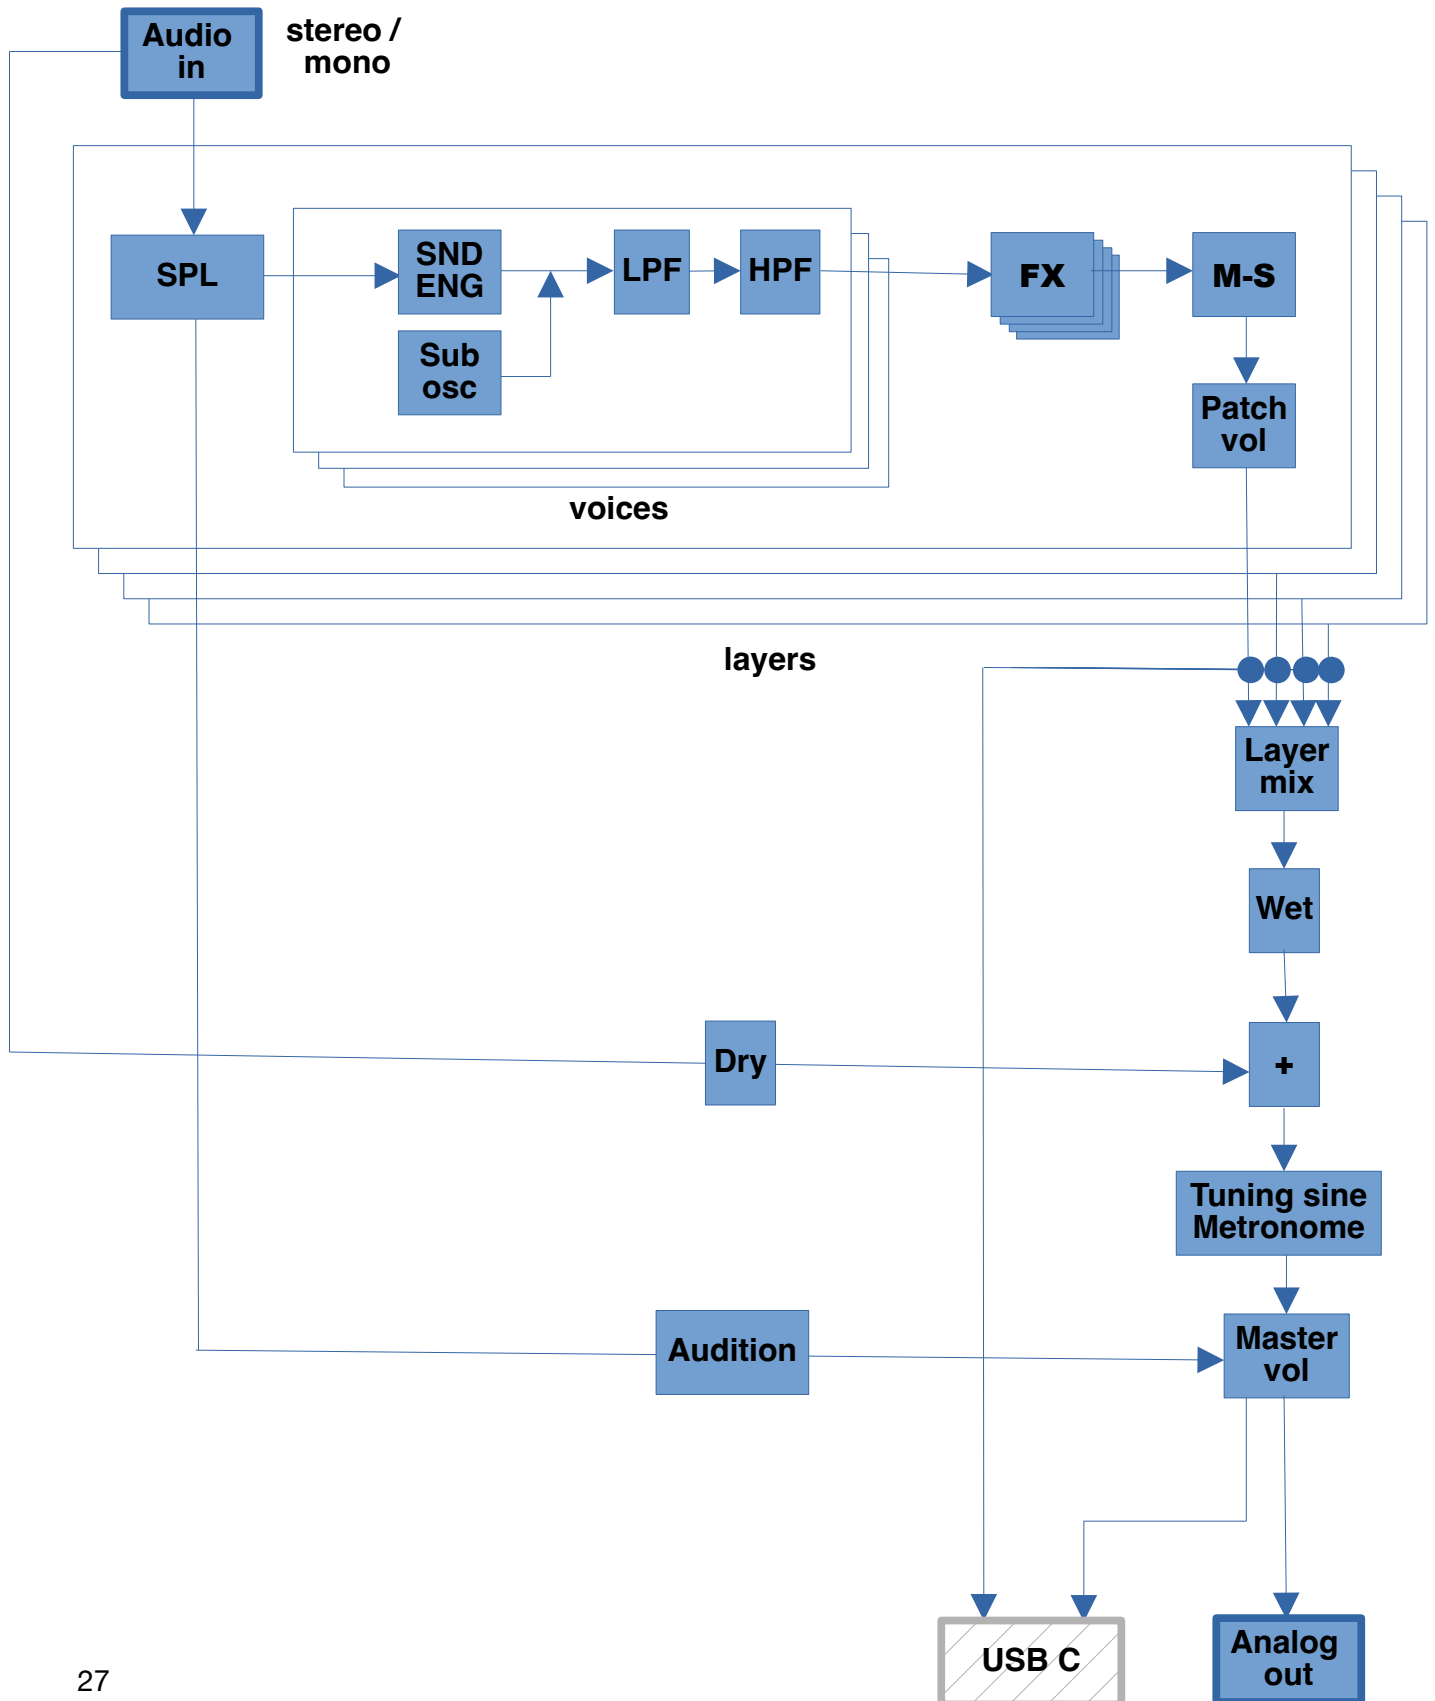 Audio
in
stereo /
mono
SPL
SND
ENG
LPF
HPF
FX
M-S
Sub
osc
Patch
vol
voices
layers
Layer
mix
Wet
Dry
+
Tuning sine
Metronome
Audition
Master
vol
USB C
Analog
out
27